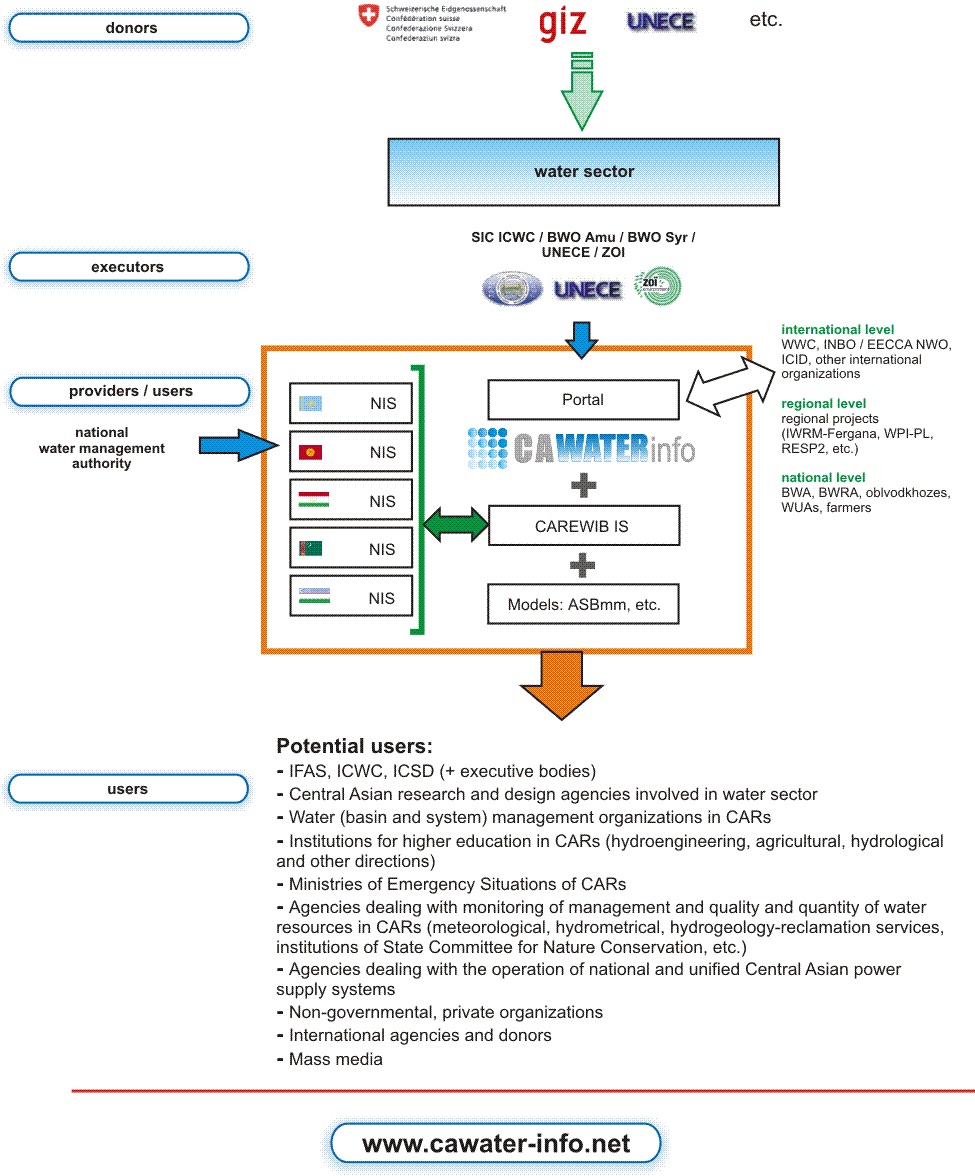 donors
Schweizerische Eidgenossenschaft
Confédération suisse
Confederazione Svizzera
Confederaziun svizra
giz
UNECE
etc.
water sector
SIC ICWC / BWO Amu / BWO Syr /
UNECE / ZOI
executors
UNECE
zoï
international level
WWC, INBO / EECCA NWO,
ICID, other international
organizations
regional level
regional projects
(IWRM-Fergana, WPI-PL,
RESP2, etc.)
national level
BWA, BWRA, oblvodkhozes,
WUAs, farmers
providers / users
national
water management
authority
NIS
NIS
NIS
NIS
NIS
Portal
CAWATERinfo
+
CAREWIB IS
+
Models: ASBmm, etc.
users
Potential users:
- IFAS, ICWC, ICSD (+ executive bodies)
- Central Asian research and design agencies involved in water sector
- Water (basin and system) management organizations in CARs
- Institutions for higher education in CARs (hydroengineering, agricultural, hydrological
and other directions)
- Ministries of Emergency Situations of CARs
- Agencies dealing with monitoring of management and quality and quantity of water
resources in CARs (meteorological, hydrometrical, hydrogeology-reclamation services,
institutions of State Committee for Nature Conservation, etc.)
- Agencies dealing with the operation of national and unified Central Asian power
supply systems
- Non-governmental, private organizations
- International agencies and donors
- Mass media
www.cawater-info.net